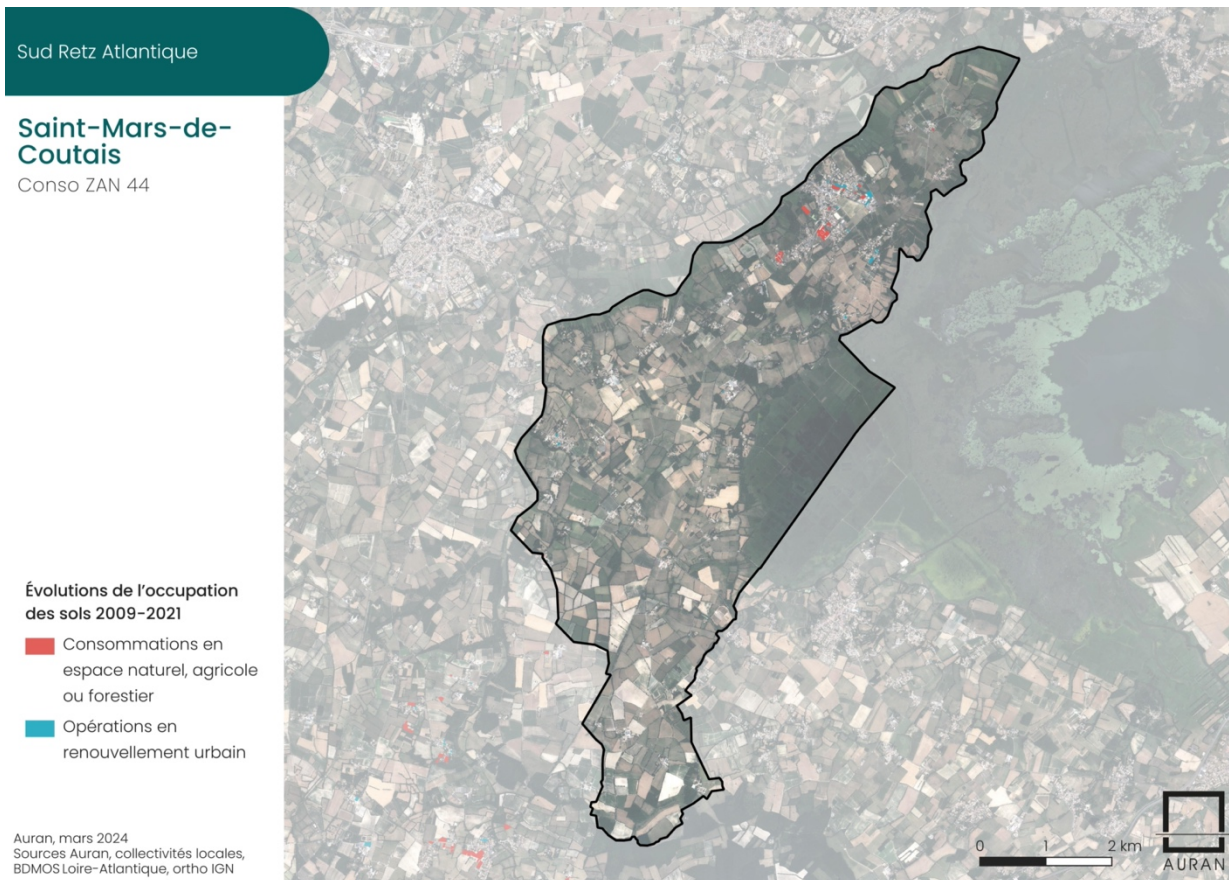 Sud Retz Atlantique
Saint-Mars-de-
Coutais
Conso ZAN 44
Évolutions de l'occupation
des sols 2009-2021
Consommations en
espace naturel, agricole
ou forestier
Opérations en
renouvellement urbain
Auran, mars 2024
Sources Auran, collectivités locales,
BDMOS Loire-Atlantique, ortho IGN
0 1 2 km
AURAN